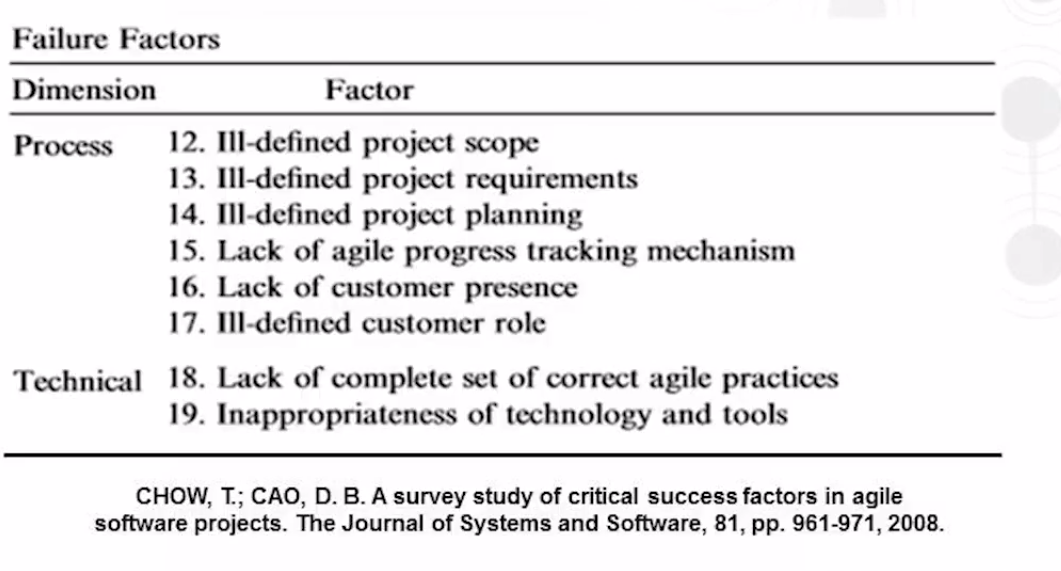 Failure Factors
Dimension Factor
Process 12. Ill-defined project scope
13. Ill-defined project requirements
14. Ill-defined project planning
15. Lack of agile progress tracking mechanism
16. Lack of customer presence
17. Ill-defined customer role
Technical 18. Lack of complete set of correct agile practices
19. Inappropriateness of technology and tools
CHOW, T.; CAO, D. B. A survey study of critical success factors in agile
software projects. The Journal of Systems and Software, 81, pp. 961-971, 2008.